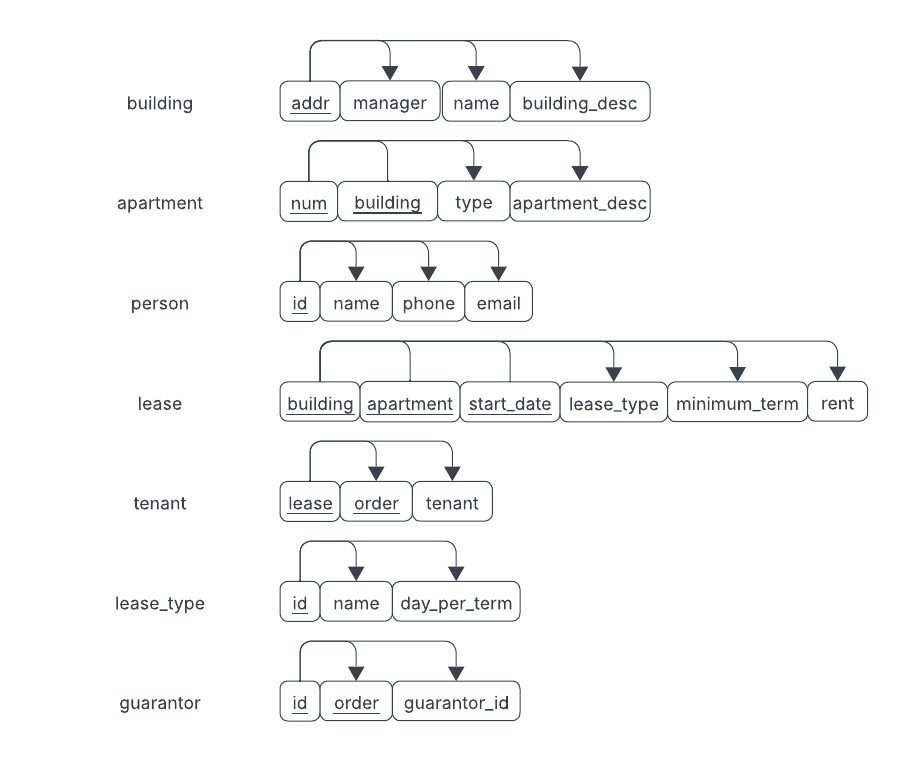 building addr manager name building_desc
apartment num building type apartment_desc
person id name phone email
lease building apartment start_date lease_type minimum_term rent
tenant lease order tenant
lease_type id name day_per_term
guarantor id order guarantor_id